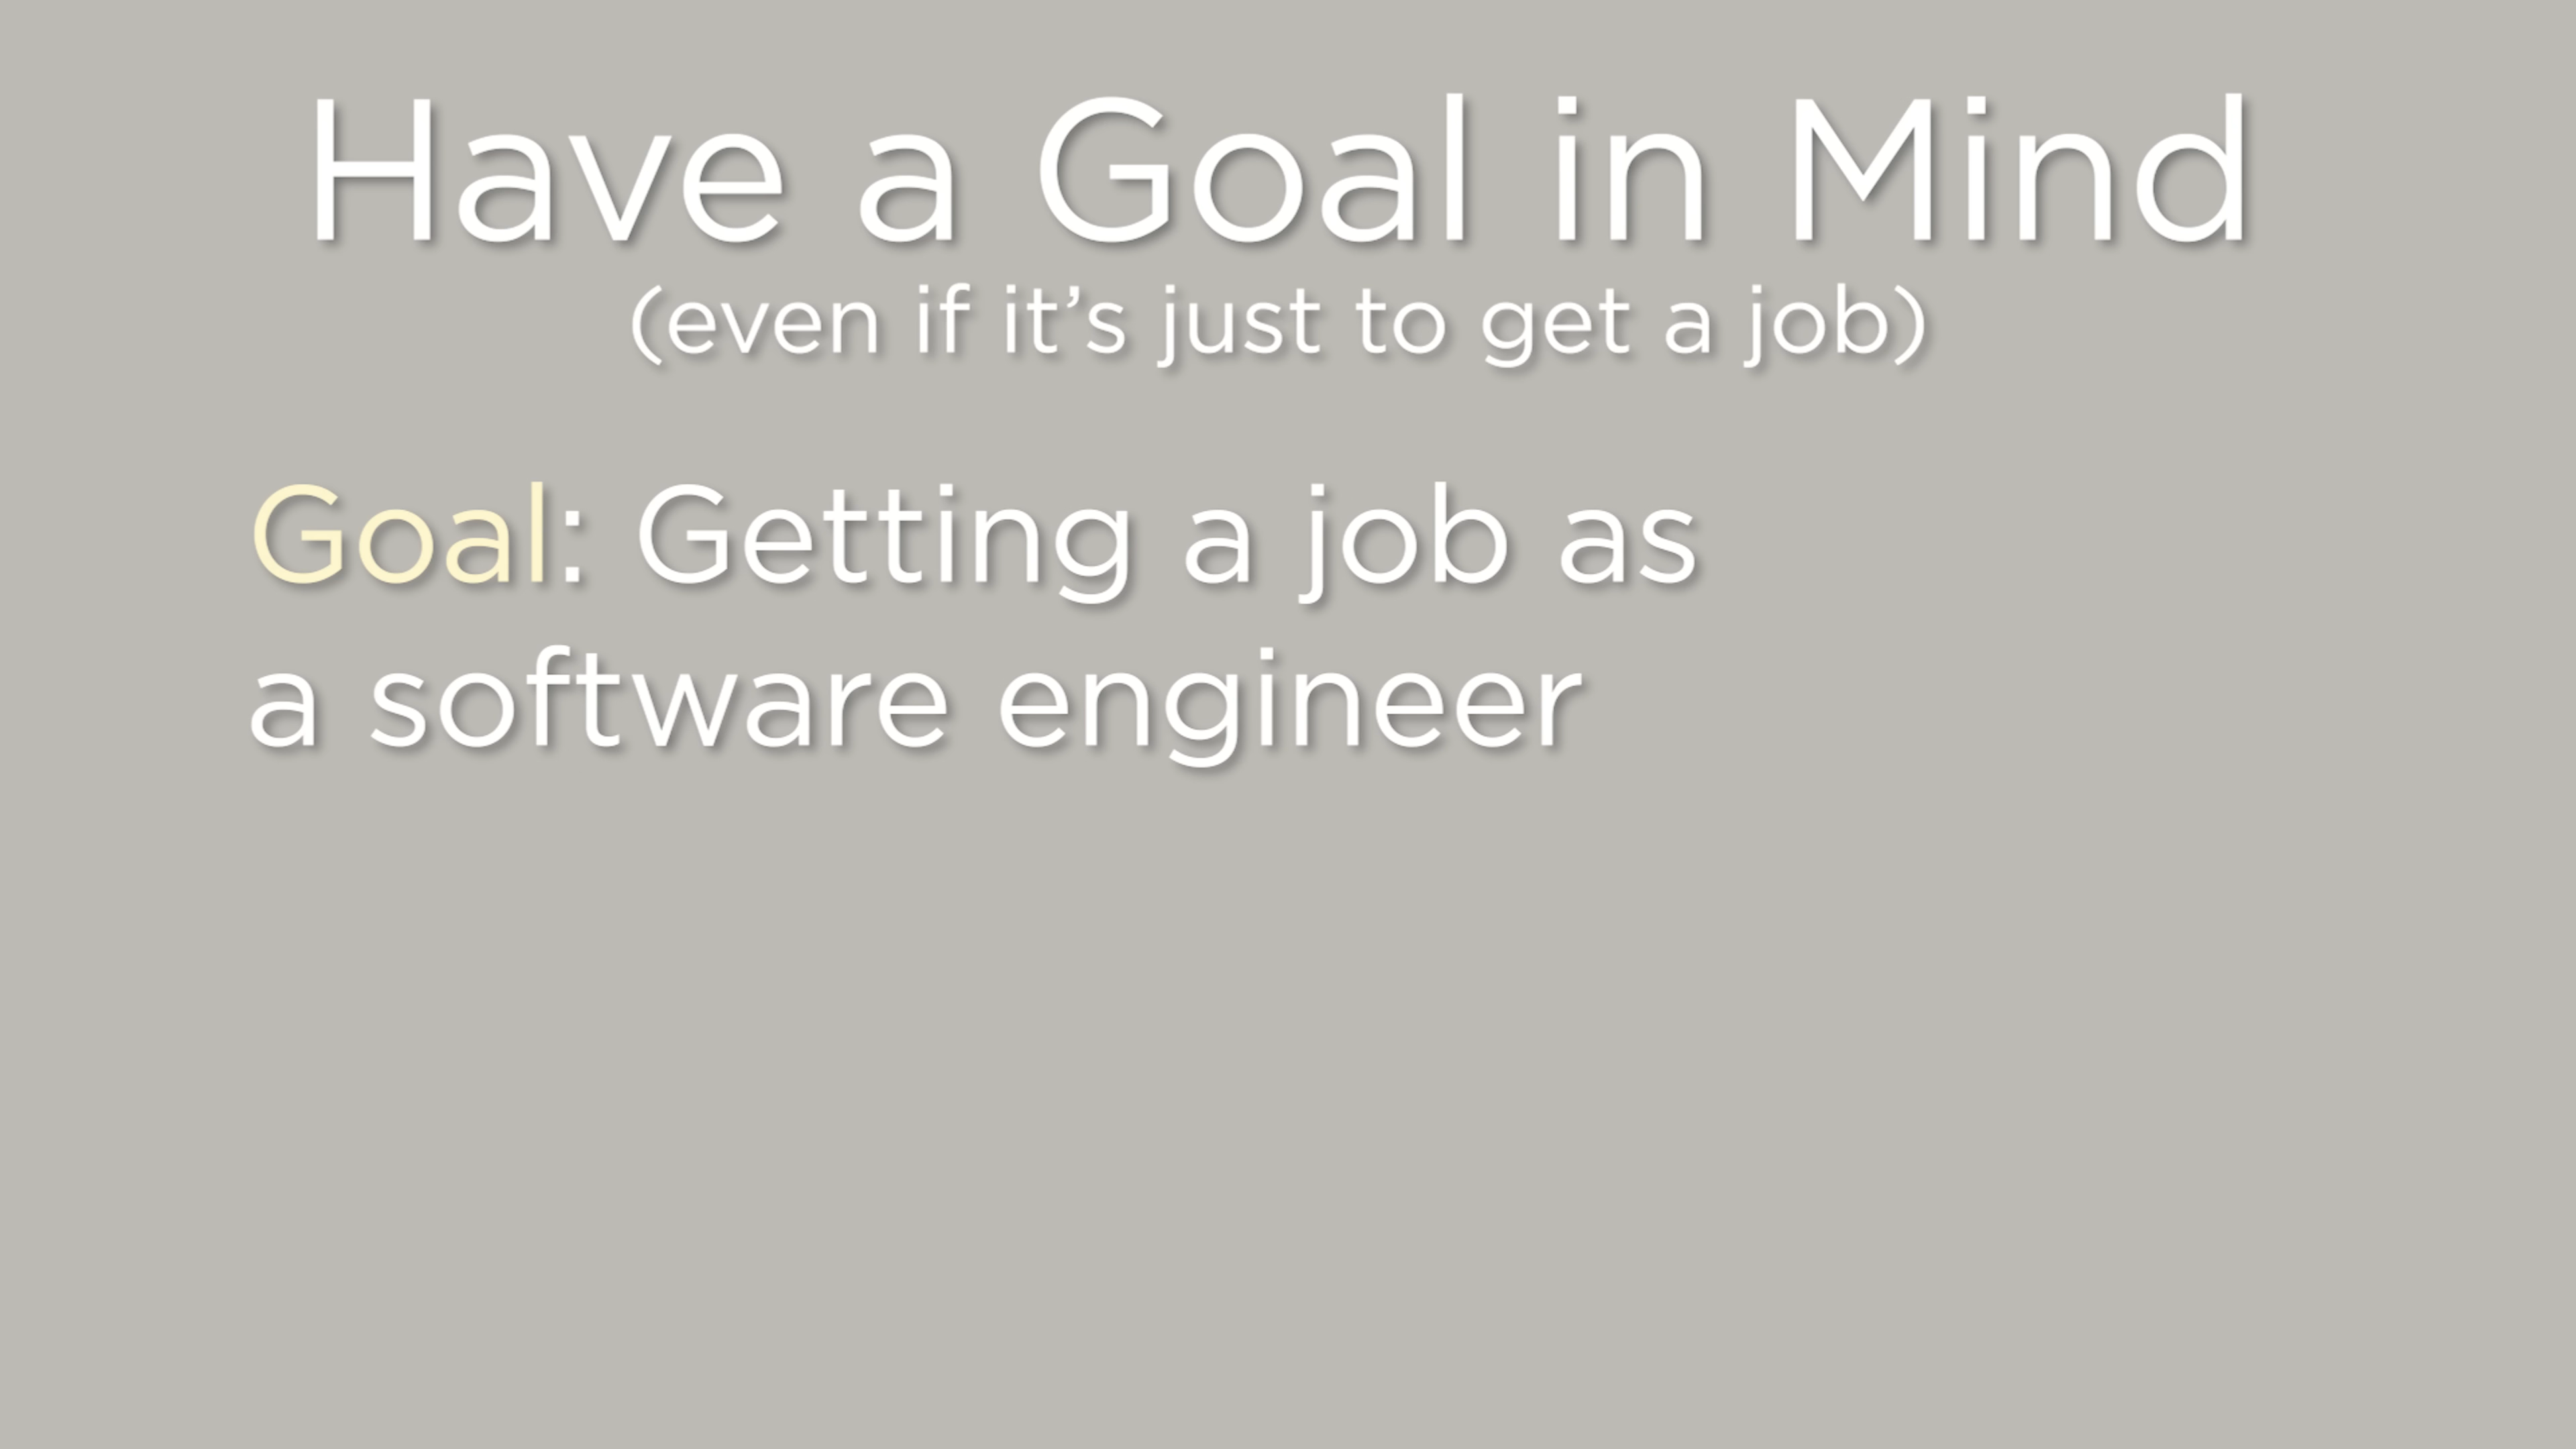 Have a Goal in Mind
(even if it’s just to get a job)
Goal: Getting a job as
a software engineer